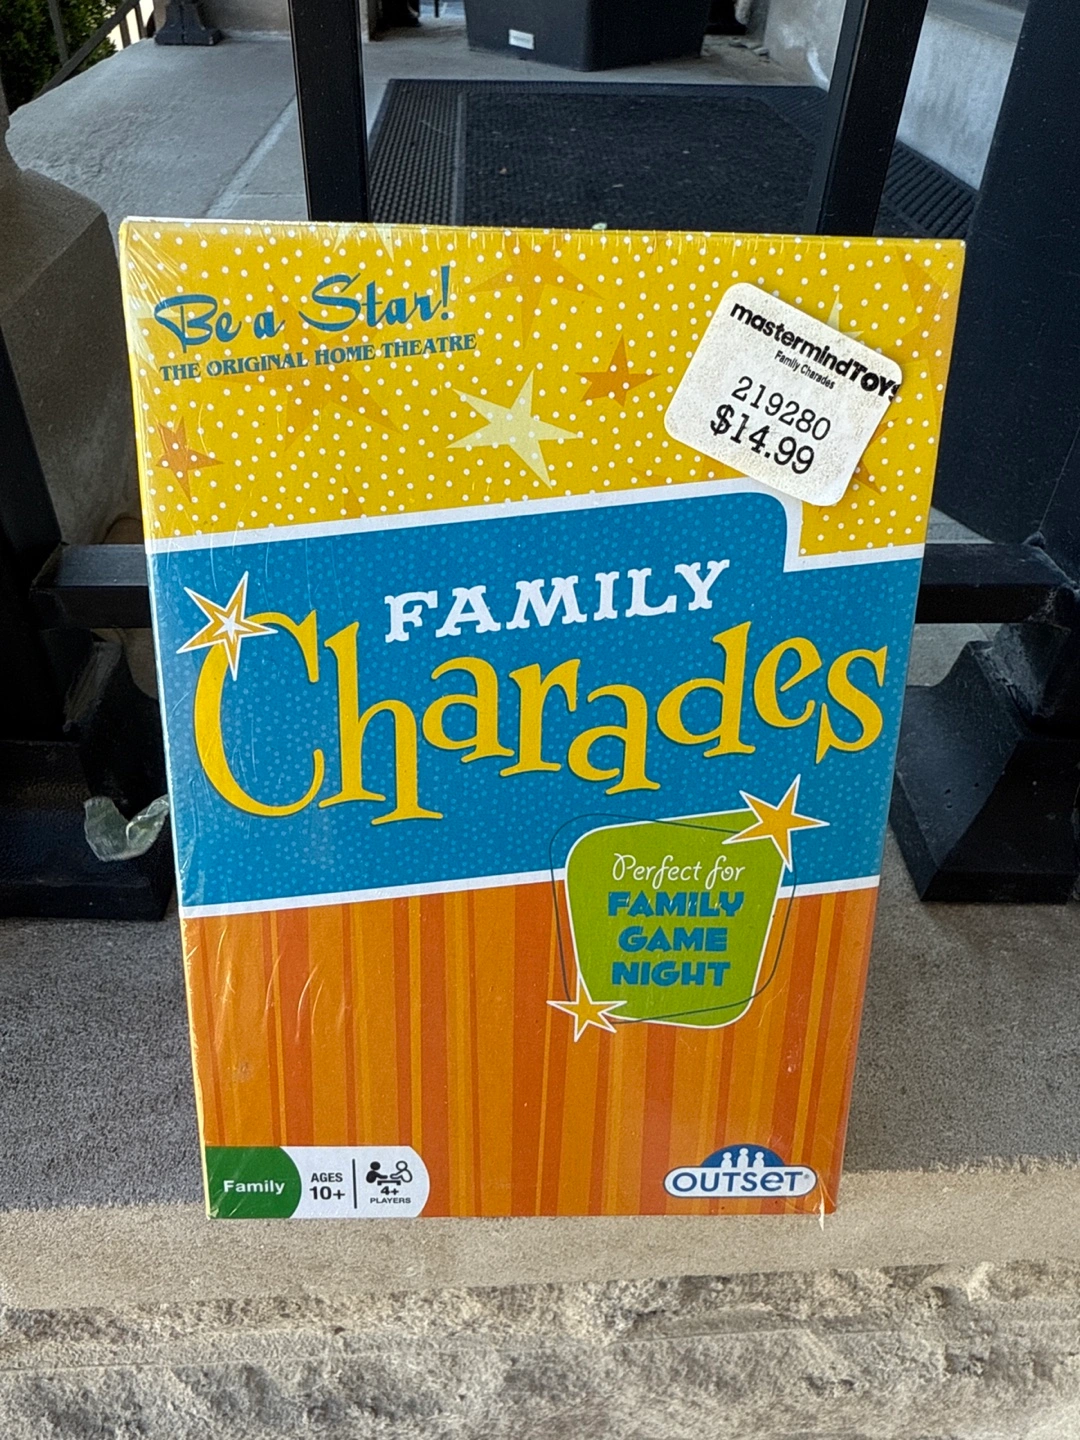 Be a Star!
THE ORIGINAL HOME THEATRE
mastermindTOYS
Family Charades
219280
$14.99
FAMILY
Charades
Perfect for
FAMILY
GAME
NIGHT
Family
AGES
10+
4+
PLAYERS
OUTSET